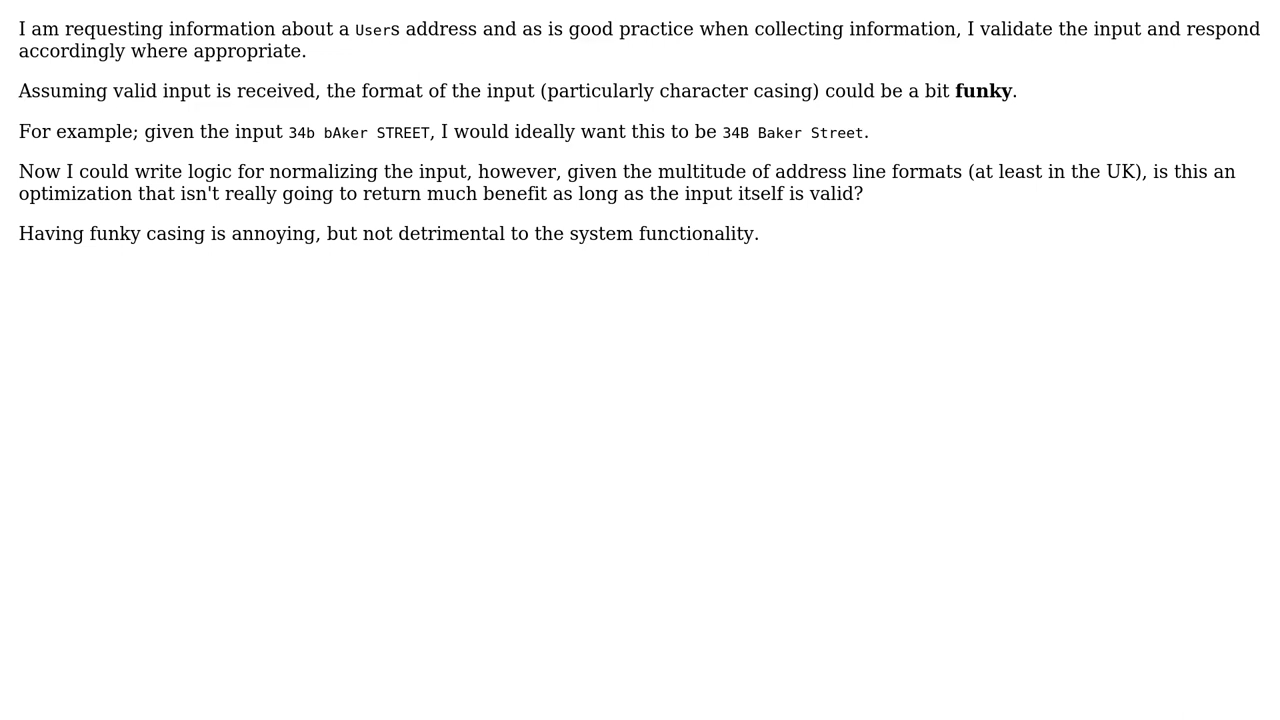 I am requesting information about a Users address and as is good practice when collecting information, I validate the input and respond
accordingly where appropriate.
Assuming valid input is received, the format of the input (particularly character casing) could be a bit funky.
For example; given the input 34b bAker STREET, I would ideally want this to be 34B Baker Street.
Now I could write logic for normalizing the input, however, given the multitude of address line formats (at least in the UK), is this an
optimization that isn't really going to return much benefit as long as the input itself is valid?
Having funky casing is annoying, but not detrimental to the system functionality.